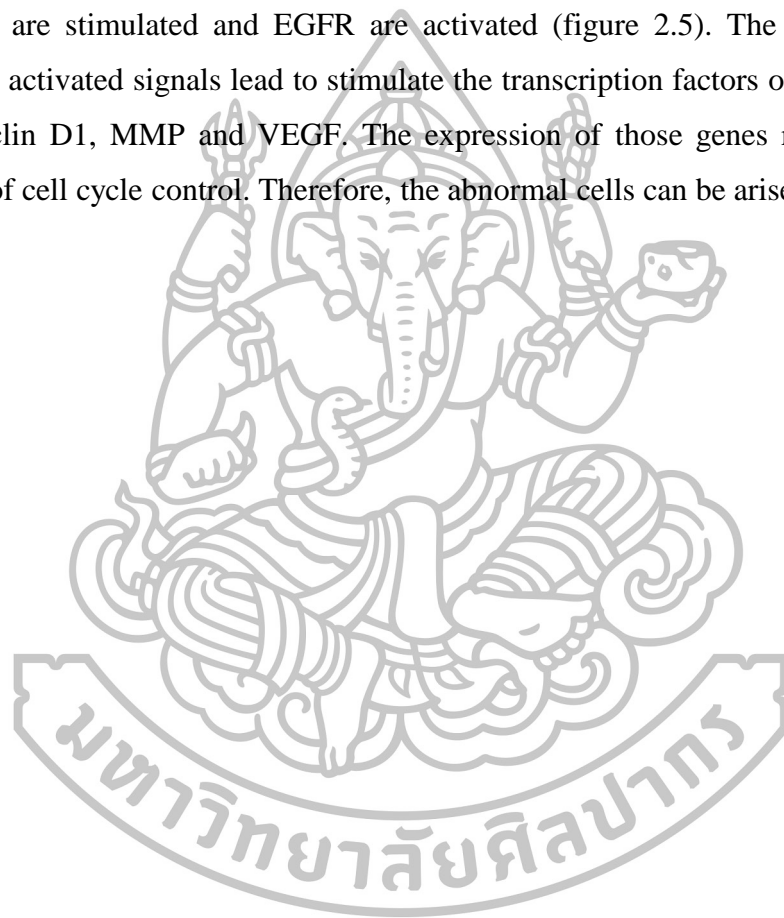 are stimulated and EGFR are activated (figure 2.5). The
activated signals lead to stimulate the transcription factors
D1, MMP and VEGF. The expression of those genes
of cell cycle control. Therefore, the abnormal cells can be arise
มหาวิทยาลัยศิลปากร